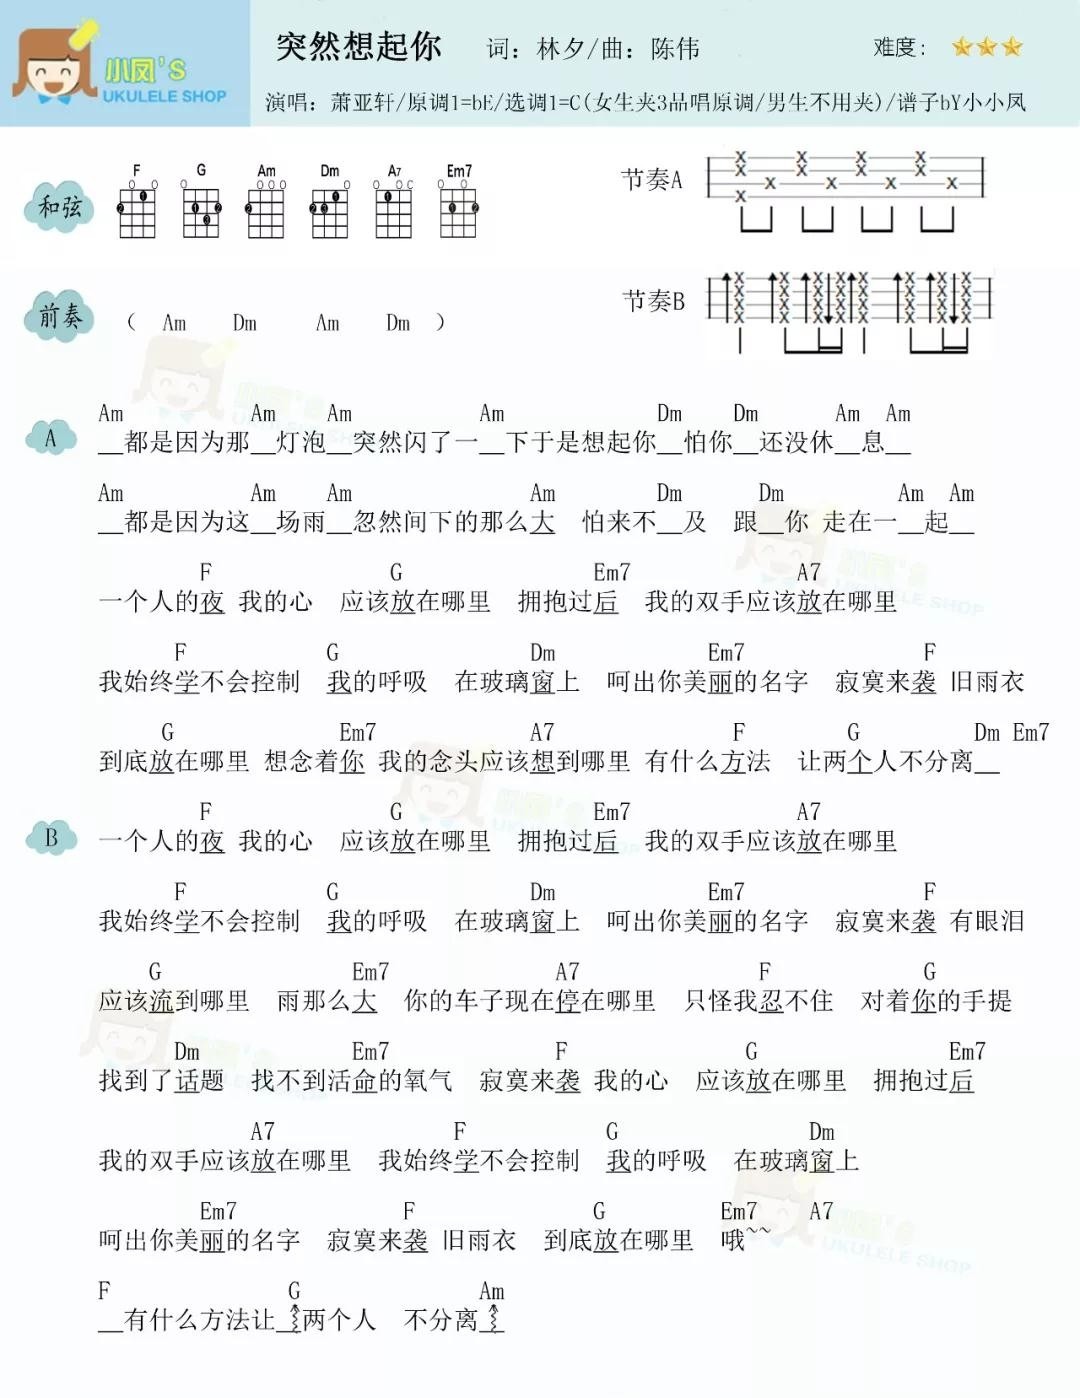 小凤's
UKULELE SHOP
突然想起你 词：林夕/曲：陈伟 难度：
演唱：萧亚轩/原调1=bE/选调1=C(女生夹3品唱原调/男生不用夹)/谱子bY小小凤
和弦 F G Am Dm A7 Em7
节奏A
前奏 （ Am Dm Am Dm ）
节奏B
Am Am Am Am Dm Dm Am Am
A __都是因为那__灯泡__突然闪了一__下于是想起你__怕你__还没休__息__
Am Am Am Am Dm Dm Am Am
__都是因为这__场雨__忽然间下的那么大 怕来不__及 跟__你 走在一__起__
F G Em7 A7
一个人的夜 我的心 应该放在哪里 拥抱过后 我的双手应该放在哪里
F G Dm Em7 F
我始终学不会控制 我的呼吸 在玻璃窗上 呵出你美丽的名字 寂寞来袭 旧雨衣
G Em7 A7 F G Dm Em7
到底放在哪里 想念着你 我的念头应该想到哪里 有什么方法 让两个人不分离__
F G Em7 A7
B 一个人的夜 我的心 应该放在哪里 拥抱过后 我的双手应该放在哪里
F G Dm Em7 F
我始终学不会控制 我的呼吸 在玻璃窗上 呵出你美丽的名字 寂寞来袭 有眼泪
G Em7 A7 F G
应该流到哪里 雨那么大 你的车子现在停在哪里 只怪我忍不住 对着你的手提
Dm Em7 F G Em7
找到了话题 找不到活命的氧气 寂寞来袭 我的心 应该放在哪里 拥抱过后
A7 F G Dm
我的双手应该放在哪里 我始终学不会控制 我的呼吸 在玻璃窗上
Em7 F G Em7 A7
呵出你美丽的名字 寂寞来袭 旧雨衣 到底放在哪里 哦~~
F G Am
__有什么方法让__两个人 不分离__